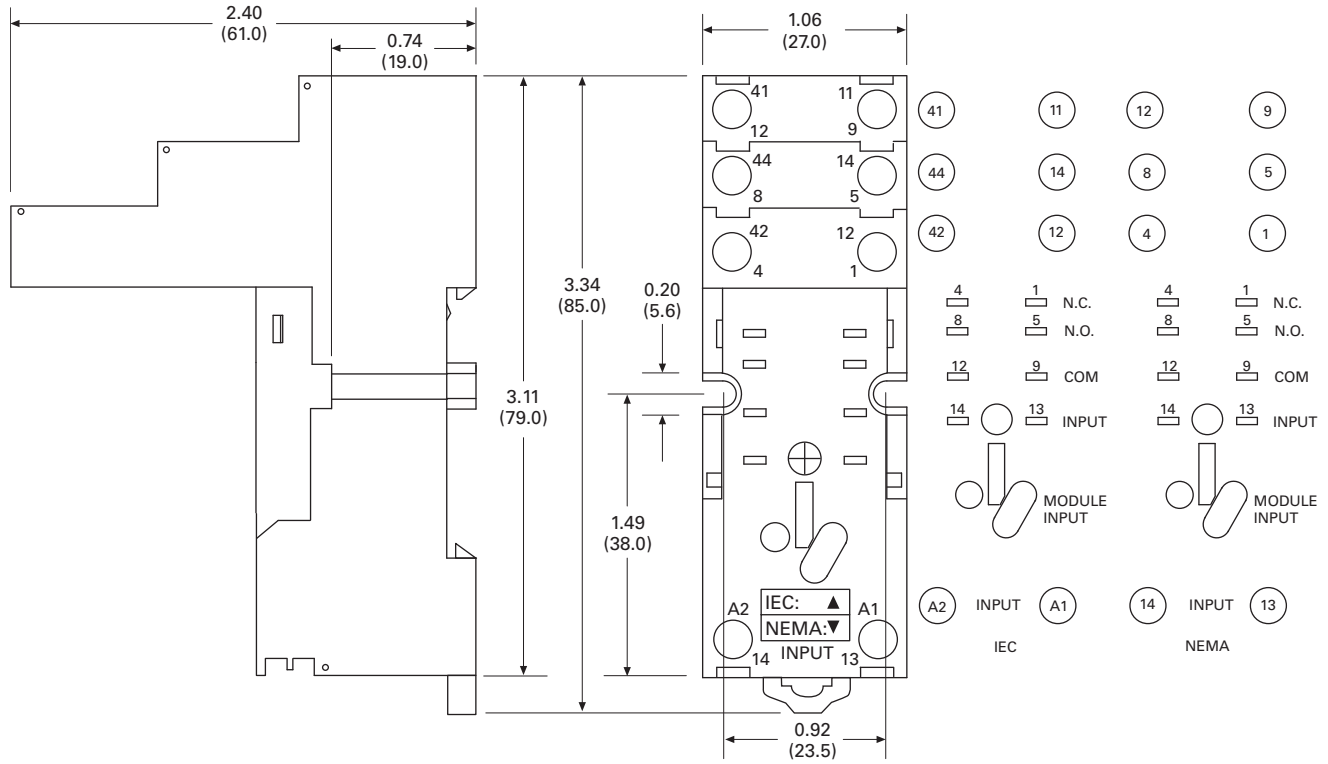 2.40
(61.0)
0.74
(19.0)
3.11
(79.0)
3.34
(85.0)
0.20
(5.6)
1.49
(38.0)
1.06
(27.0)
41 11
12 9
44 14
8 5
42 12
4 1
A2 IEC: ▲ A1
NEMA:▼
14 INPUT 13
0.92
(23.5)
41 11
44 14
42 12
4 1 N.C.
8 5 N.O.
12 9 COM
14 13 INPUT
MODULE
INPUT
A2 INPUT A1
IEC
12 9
8 5
4 1
4 1 N.C.
8 5 N.O.
12 9 COM
14 13 INPUT
MODULE
INPUT
14 INPUT 13
NEMA